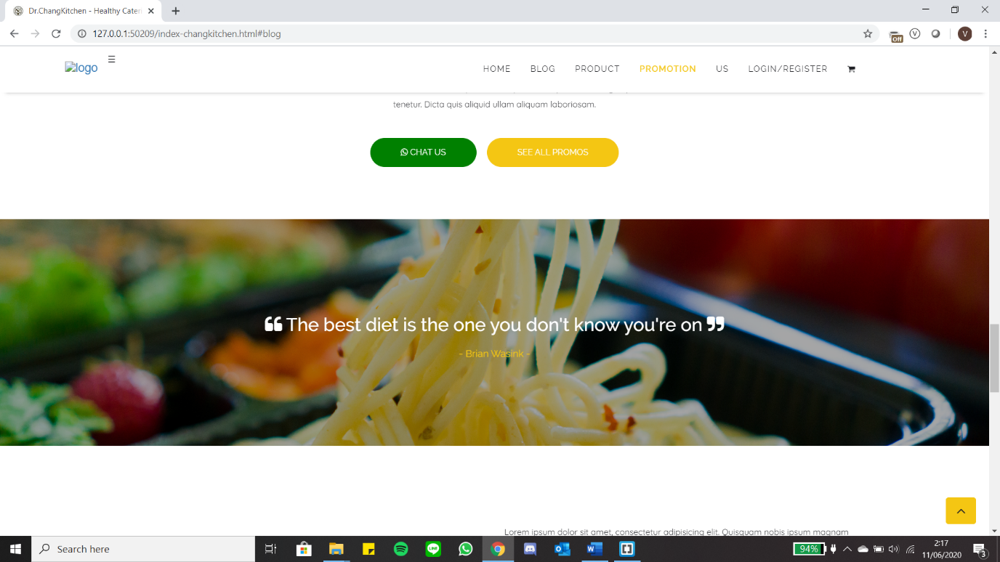 Dr.ChangKitchen - Healthy Cater
127.0.0.1:50209/index-changkitchen.html#blog
Off
V
V
logo
☰
HOME BLOG PRODUCT PROMOTION US LOGIN/REGISTER
tenetur. Dicta quis aliquid ullam aliquam laboriosam.
CHAT US
SEE ALL PROMOS
❝ The best diet is the one you don't know you're on ❞
- Brian Wasink -
Lorem ipsum dolor sit amet, consectetur adipisicing elit. Quisquam nobis ipsum magnam
Search here
94%
2:17
11/06/2020
3